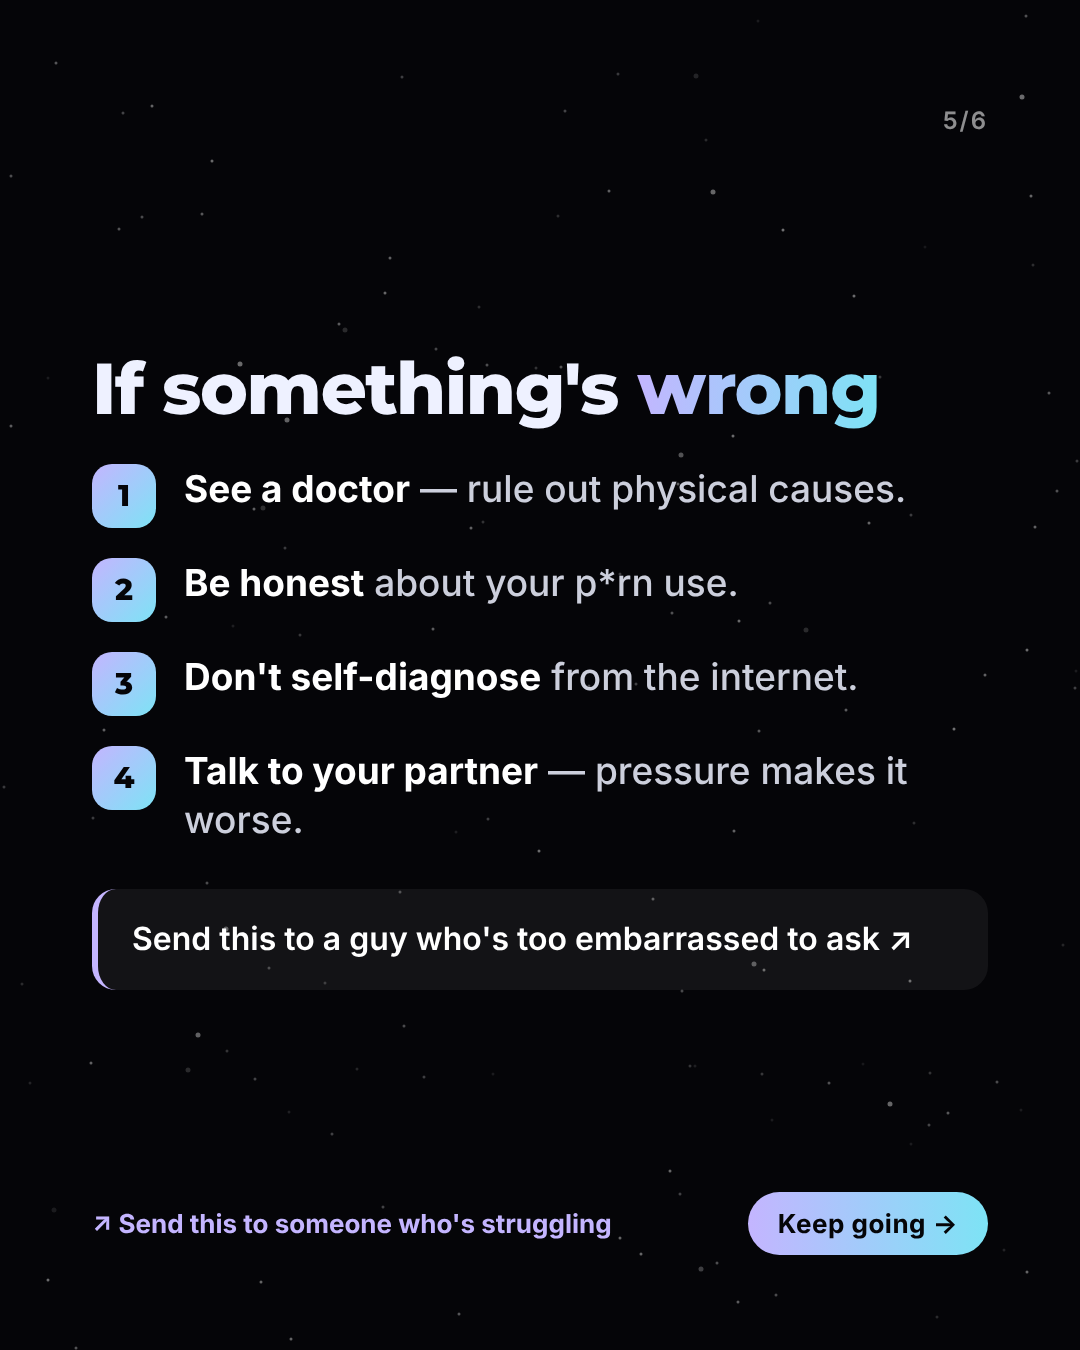 5/6
If something's wrong
1 See a doctor — rule out physical causes.
2 Be honest about your p*rn use.
3 Don't self-diagnose from the internet.
4 Talk to your partner — pressure makes it
worse.
Send this to a guy who's too embarrassed to ask ↗
↗ Send this to someone who's struggling
Keep going →